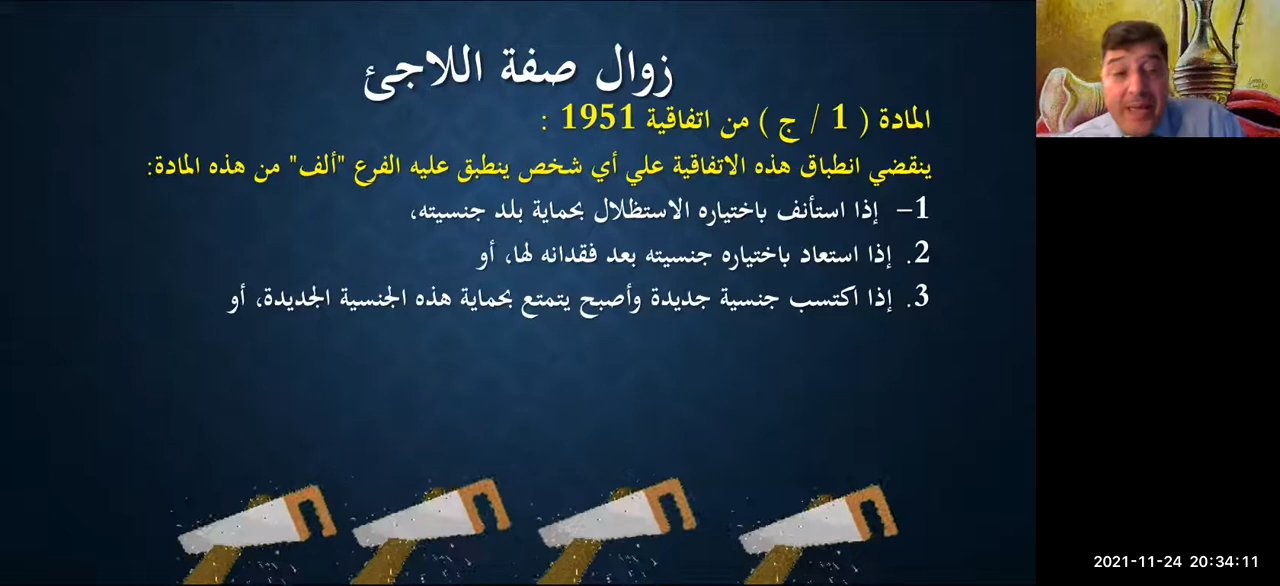 زوال صفة اللاجئ
المادة ( 1 / ج ) من اتفاقية 1951 :
ينقضي انطباق هذه الاتفاقية علي أي شخص ينطبق عليه الفرع "ألف" من هذه المادة:
1- إذا استأنف باختياره الاستظلال بحماية بلد جنسيته،
2. إذا استعاد باختياره جنسيته بعد فقدانه لها، أو
3. إذا اكتسب جنسية جديدة وأصبح يتمتع بحماية هذه الجنسية الجديدة، أو
2021-11-24 20:34:11